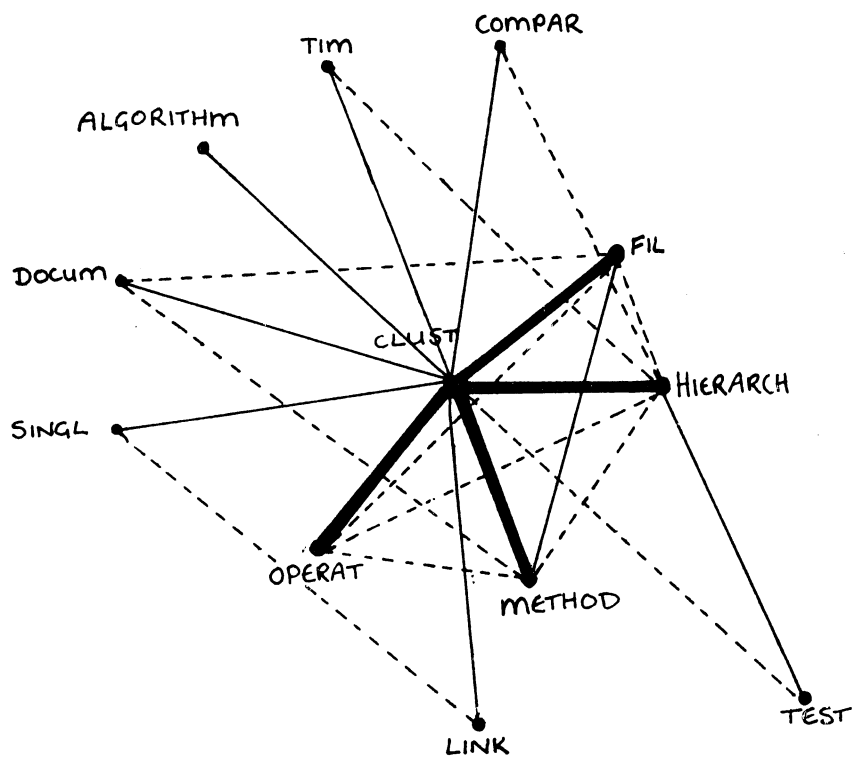 COMPAR
TIM
ALGORITHM
FIL
DOCUM
CLUST
HIERARCH
SINGL
OPERAT
METHOD
TEST
LINK